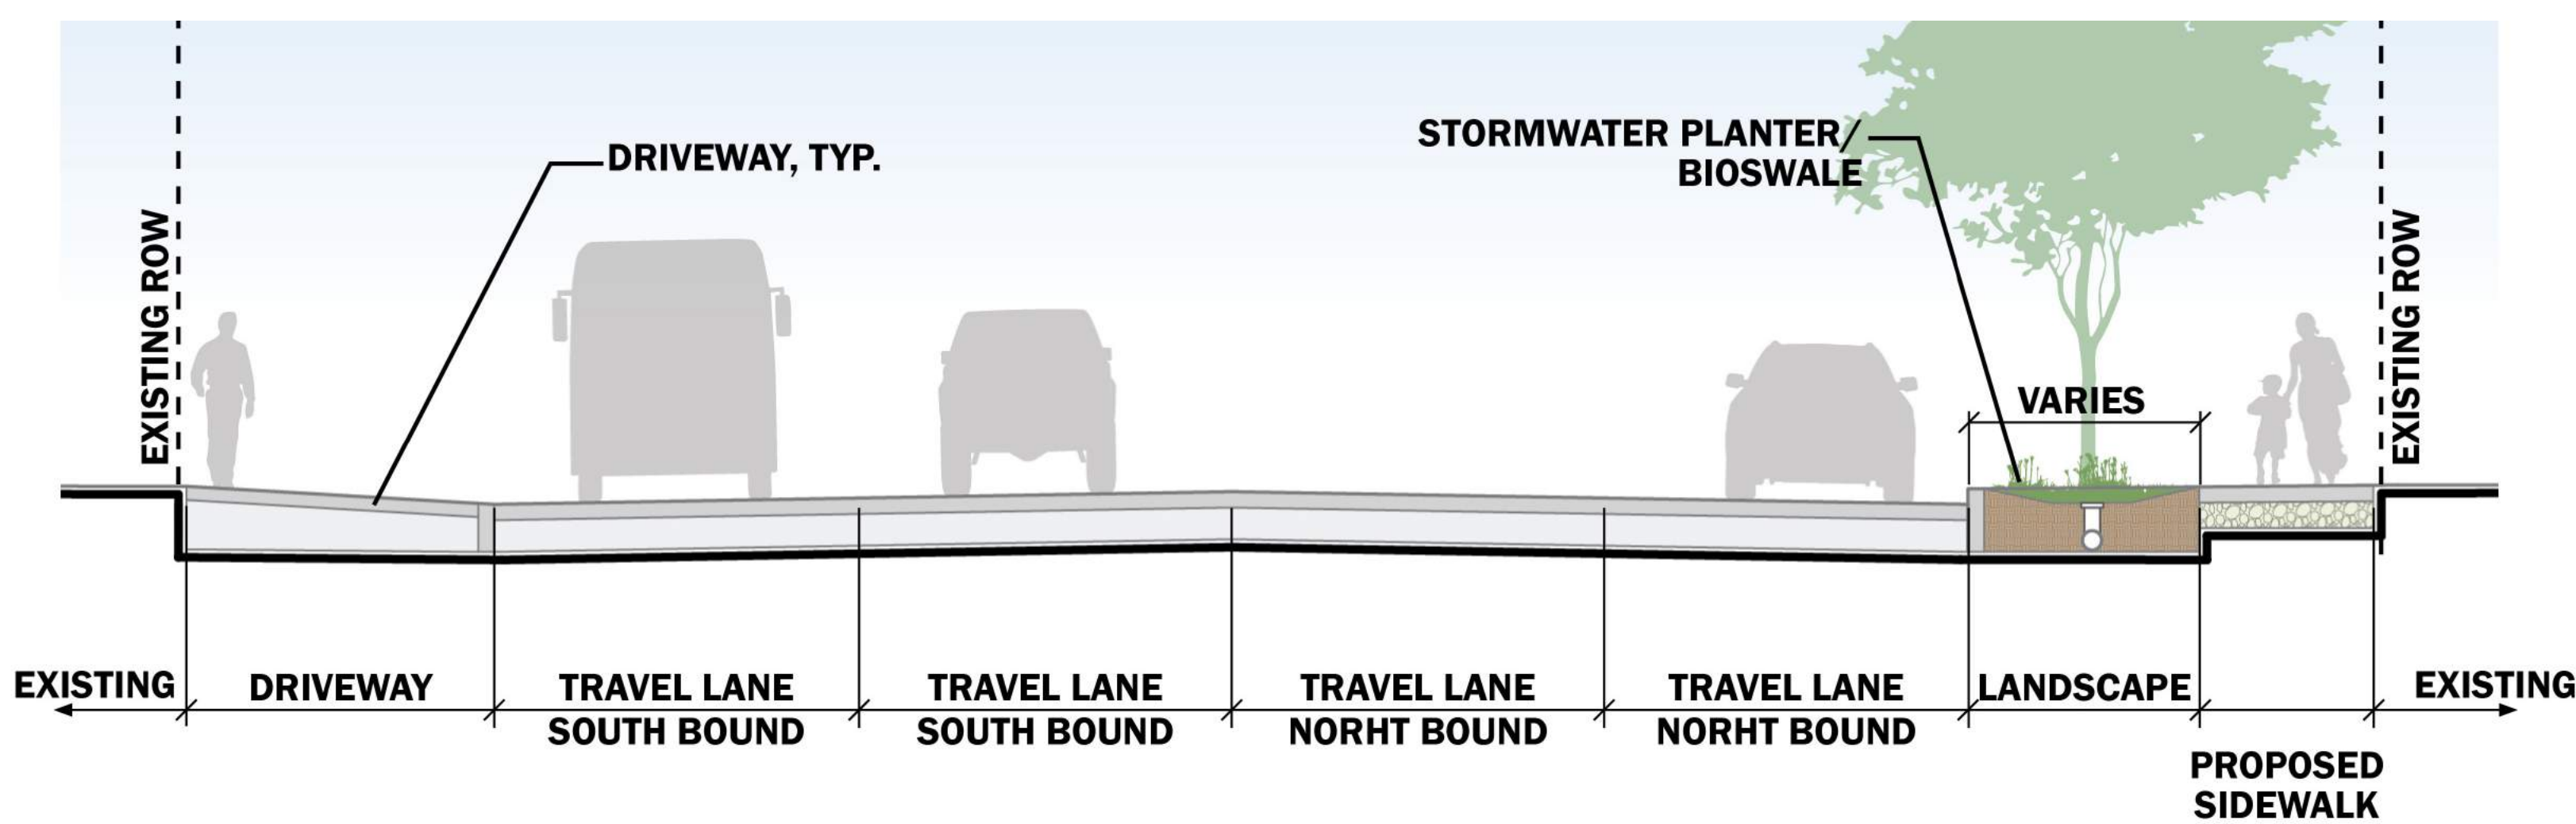 DRIVEWAY, TYP.
STORMWATER PLANTER/
BIOSWALE
EXISTING ROW
EXISTING ROW
VARIES
EXISTING
DRIVEWAY
TRAVEL LANE
SOUTH BOUND
TRAVEL LANE
SOUTH BOUND
TRAVEL LANE
NORHT BOUND
TRAVEL LANE
NORHT BOUND
LANDSCAPE
PROPOSED
SIDEWALK
EXISTING